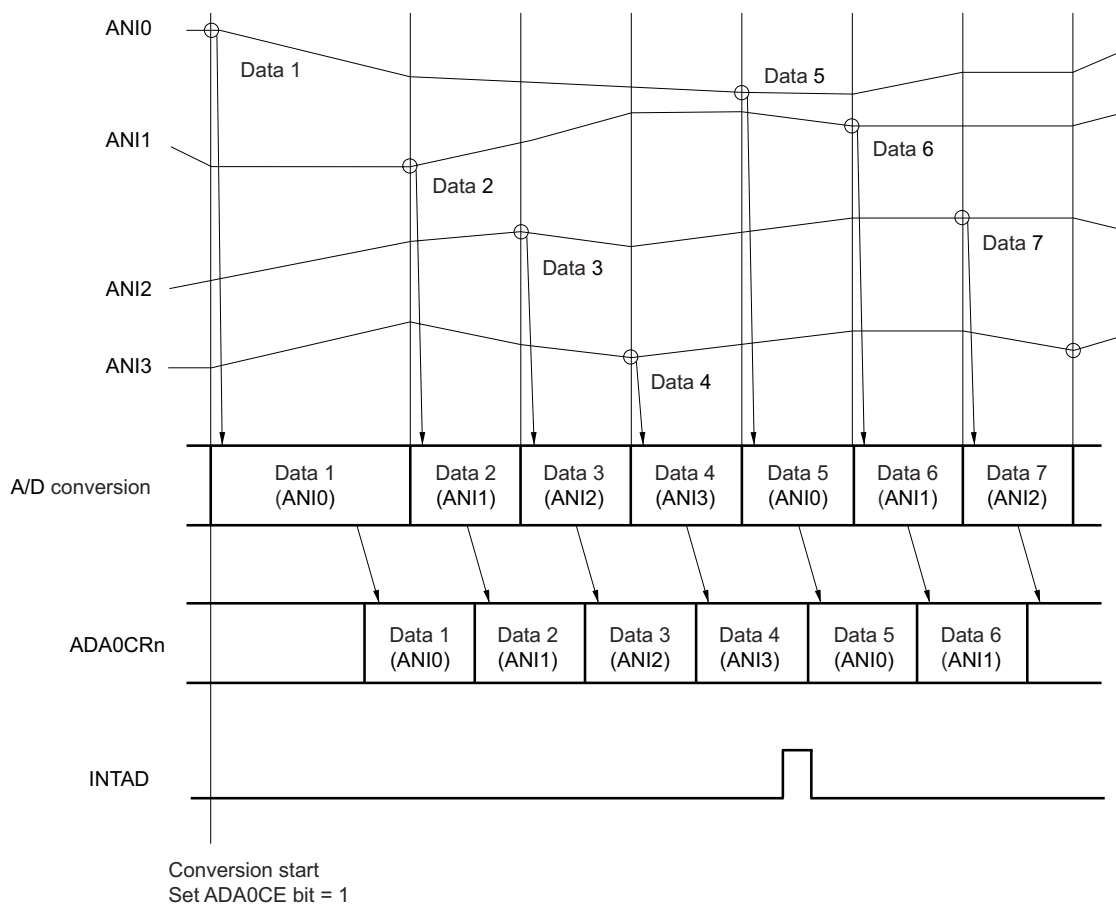 ANI0
Data 1
Data 5
ANI1
Data 6
Data 2
Data 7
Data 3
ANI2
ANI3
Data 4
A/D conversion
Data 1
(ANI0)
Data 2
(ANI1)
Data 3
(ANI2)
Data 4
(ANI3)
Data 5
(ANI0)
Data 6
(ANI1)
Data 7
(ANI2)
ADA0CRn
Data 1
(ANI0)
Data 2
(ANI1)
Data 3
(ANI2)
Data 4
(ANI3)
Data 5
(ANI0)
Data 6
(ANI1)
INTAD
Conversion start
Set ADA0CE bit = 1